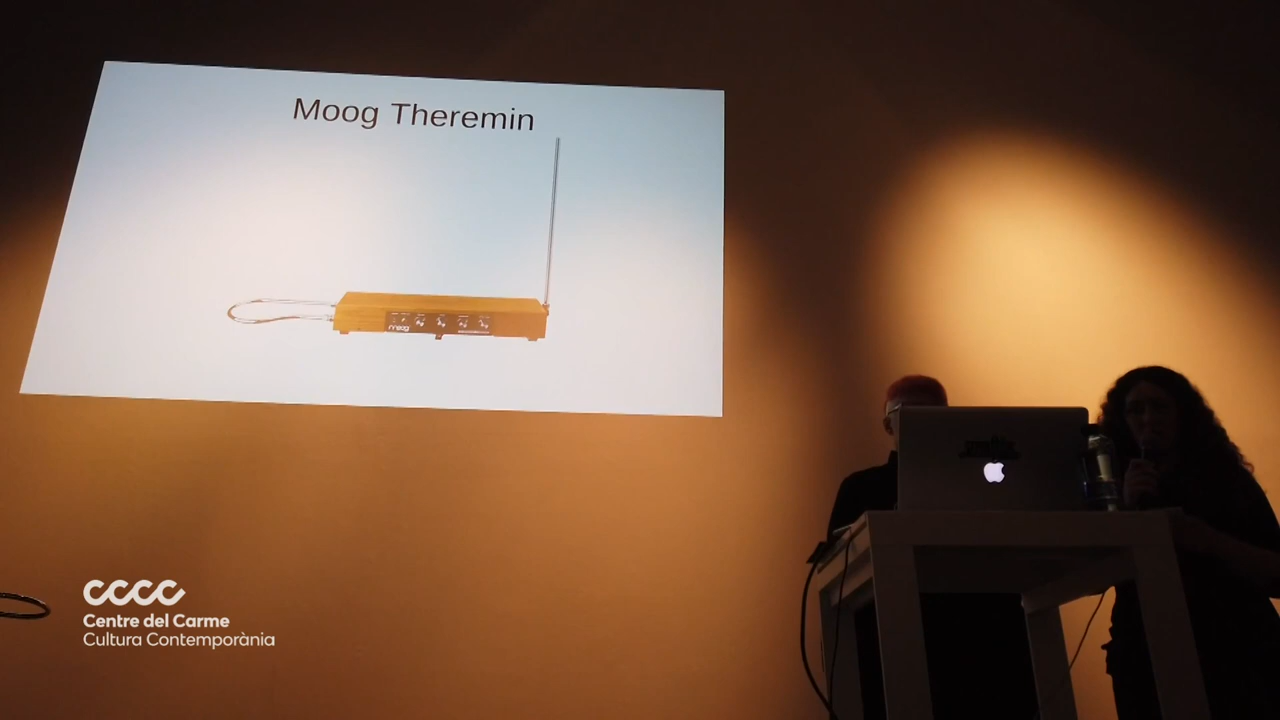 Moog Theremin
moog
CCCC
Centre del Carme
Cultura Contemporània